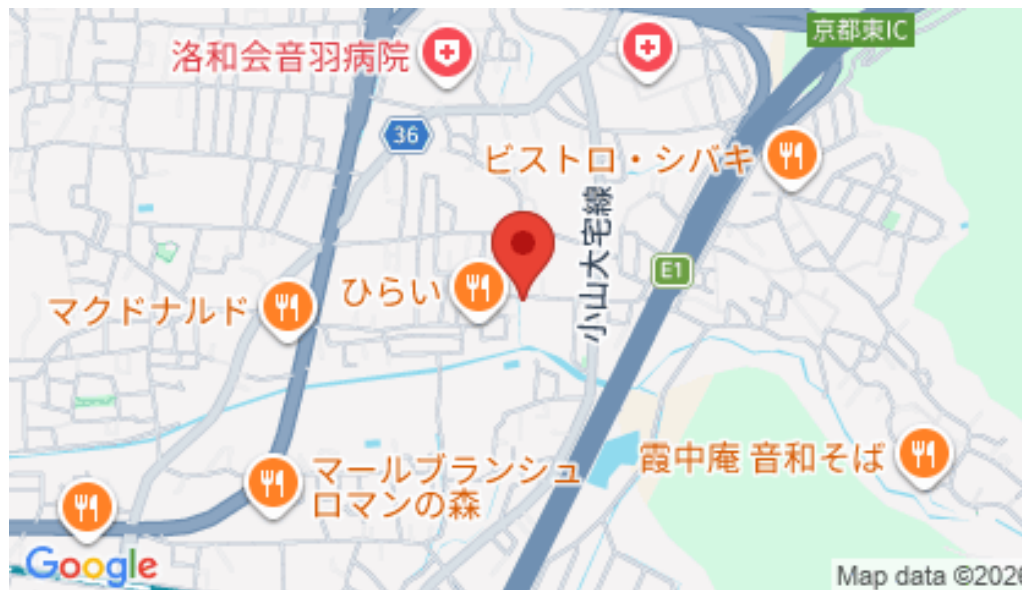 京都東IC
洛和会音羽病院
36
ビストロ・シバキ
小山大宅線
E1
ひらい
マクドナルド
霞中庵 音和そば
マールブランシュ
ロマンの森
Google
Map data ©2026